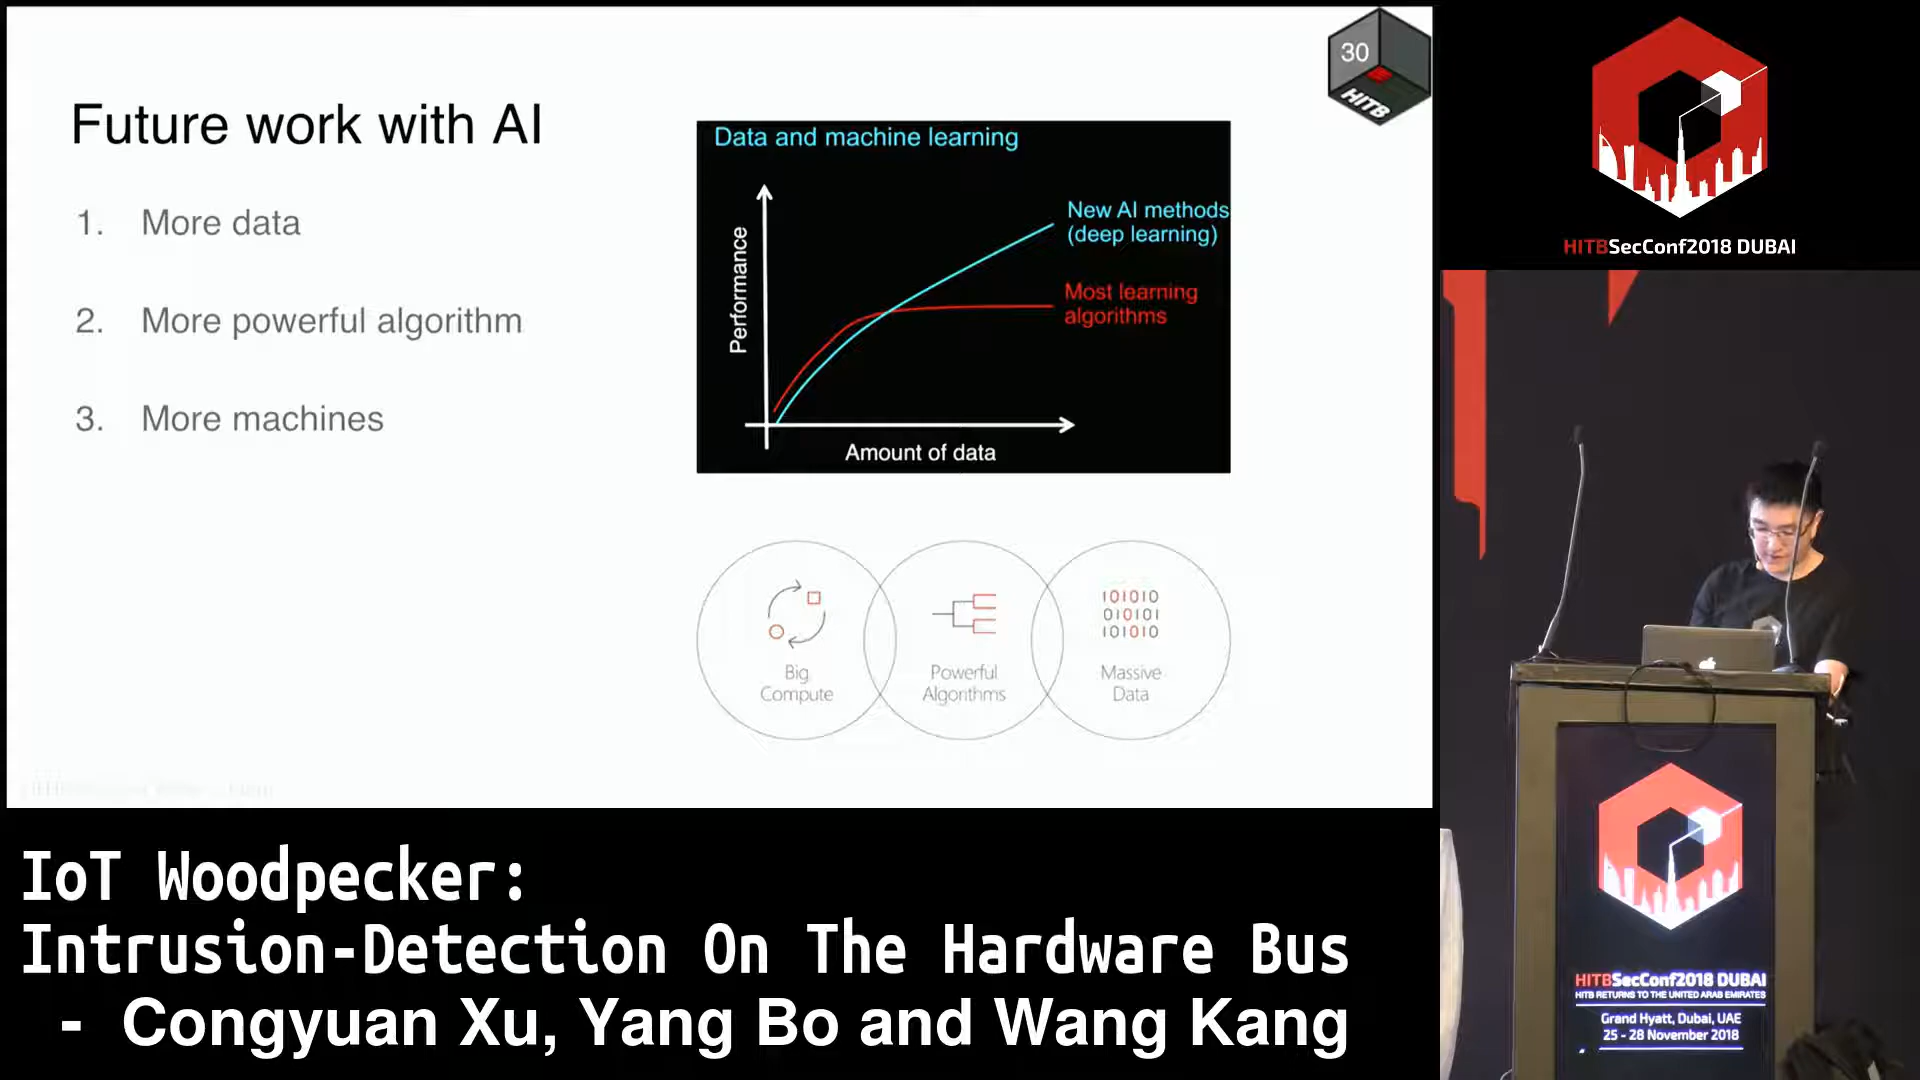 30
HITB
Future work with AI
1. More data
2. More powerful algorithm
3. More machines
Data and machine learning
Performance
New AI methods
(deep learning)
Most learning
algorithms
Amount of data
Big
Compute
Powerful
Algorithms
101010
010101
101010
Massive
Data
HITBSecConf2018 DUBAI
IoT Woodpecker:
Intrusion-Detection On The Hardware Bus
- Congyuan Xu, Yang Bo and Wang Kang
HITBSecConf2018 DUBAI
HITB RETURNS TO THE UNITED ARAB EMIRATES
Grand Hyatt, Dubai, UAE
25 - 28 November 2018